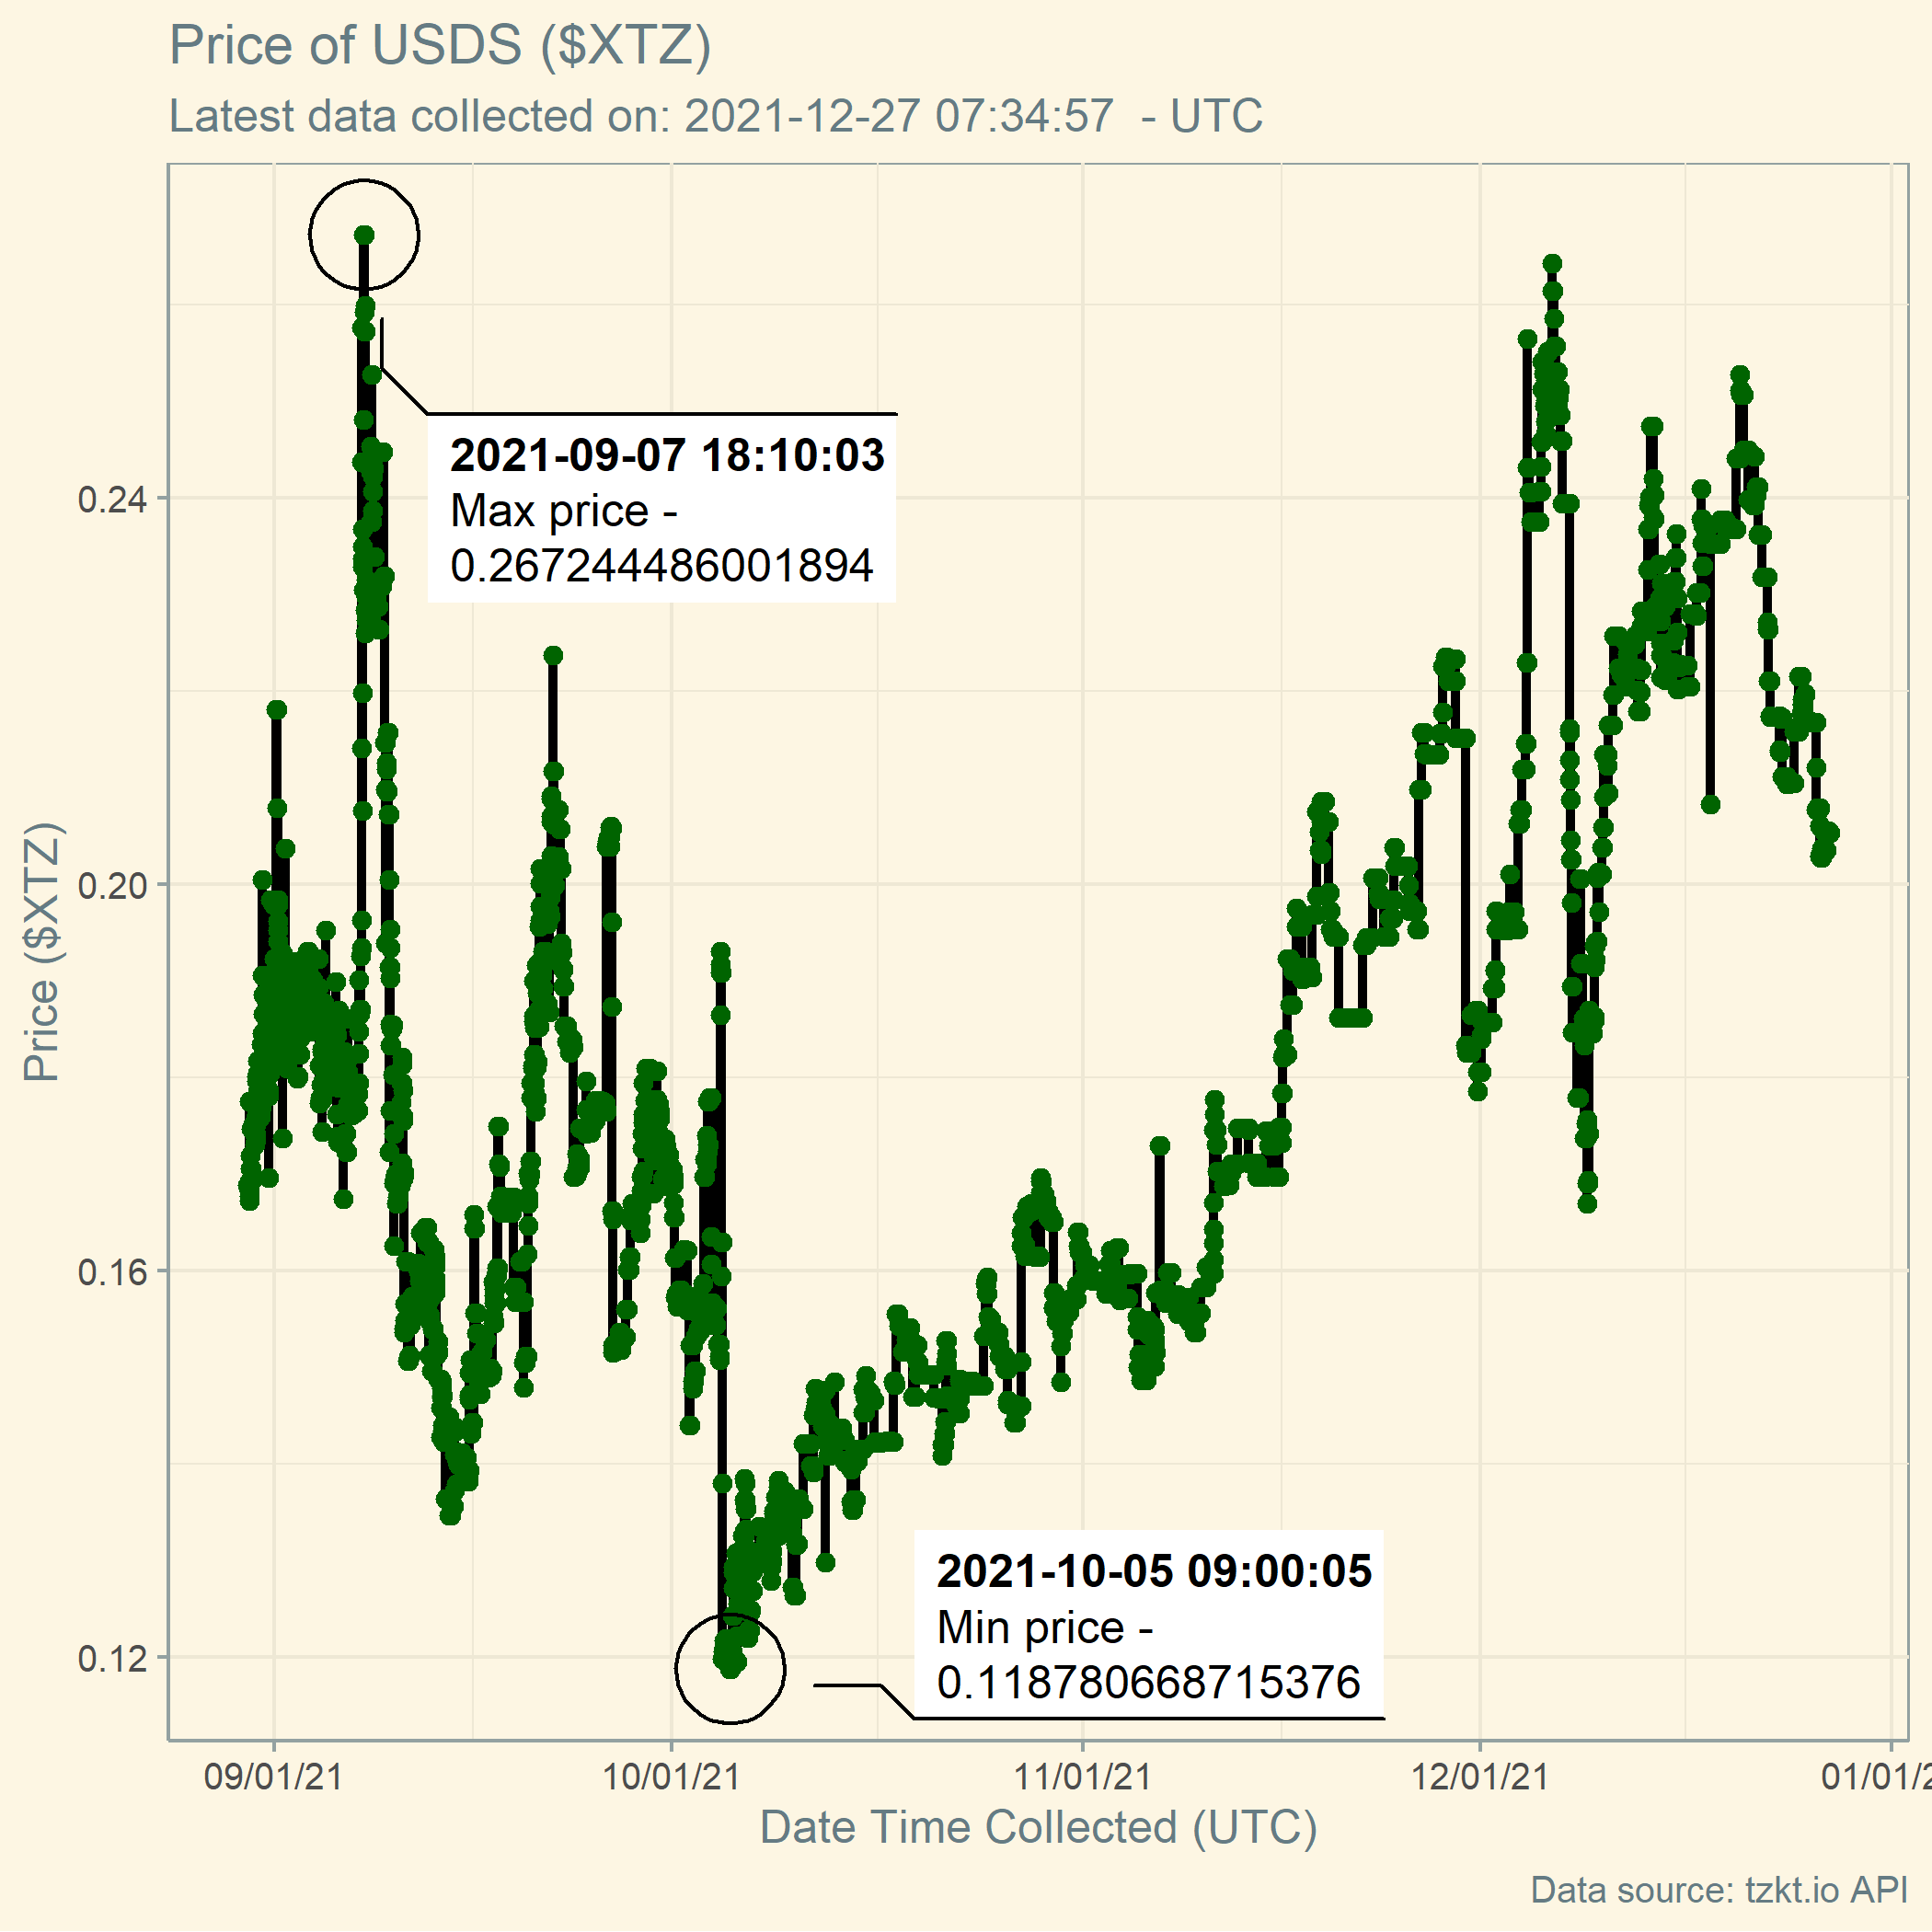 Price of USDS ($XTZ)
Latest data collected on: 2021-12-27 07:34:57  - UTC
2021-09-07 18:10:03
Max price -
0.267244486001894
0.24
0.20
0.16
0.12
Price ($XTZ)
2021-10-05 09:00:05
Min price -
0.118780668715376
09/01/21 10/01/21 11/01/21 12/01/21 01/01/2
Date Time Collected (UTC)
Data source: tzkt.io API